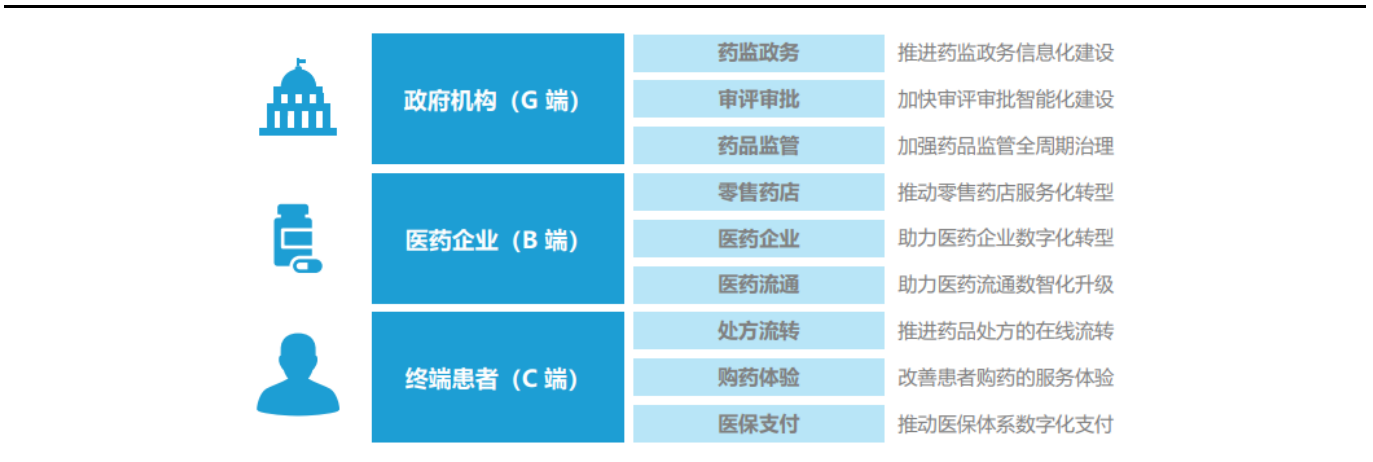 政府机构（G 端）
药监政务 推进药监政务信息化建设
审评审批 加快审评审批智能化建设
药品监管 加强药品监管全周期治理
医药企业（B 端）
零售药店 推动零售药店服务化转型
医药企业 助力医药企业数字化转型
医药流通 助力医药流通数智化升级
终端患者（C 端）
处方流转 推进药品处方的在线流转
购药体验 改善患者购药的服务体验
医保支付 推动医保体系数字化支付